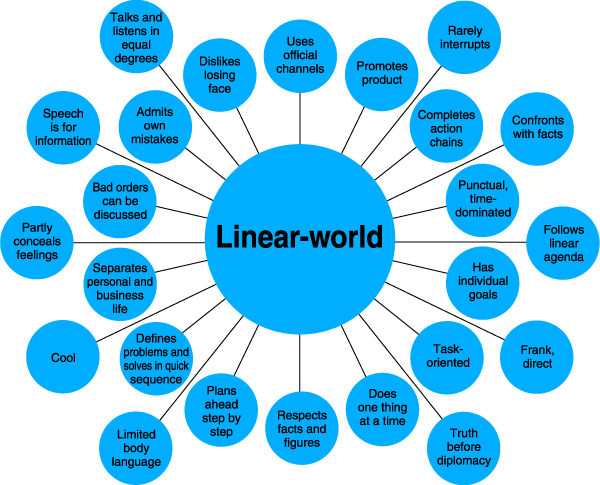 Talks and
listens in
equal
degrees
Dislikes
losing
face
Uses
official
channels
Promotes
product
Rarely
interrupts
Speech
is for
information
Admits
own
mistakes
Completes
action
chains
Confronts
with facts
Bad orders
can be
discussed
Punctual,
time-
dominated
Partly
conceals
feelings
Linear-world
Follows
linear
agenda
Separates
personal and
business
life
Has
individual
goals
Cool
Defines
problems and
solves in quick
sequence
Task-
oriented
Frank,
direct
Limited
body
language
Plans
ahead
step by
step
Respects
facts and
figures
Does
one thing
at a time
Truth
before
diplomacy